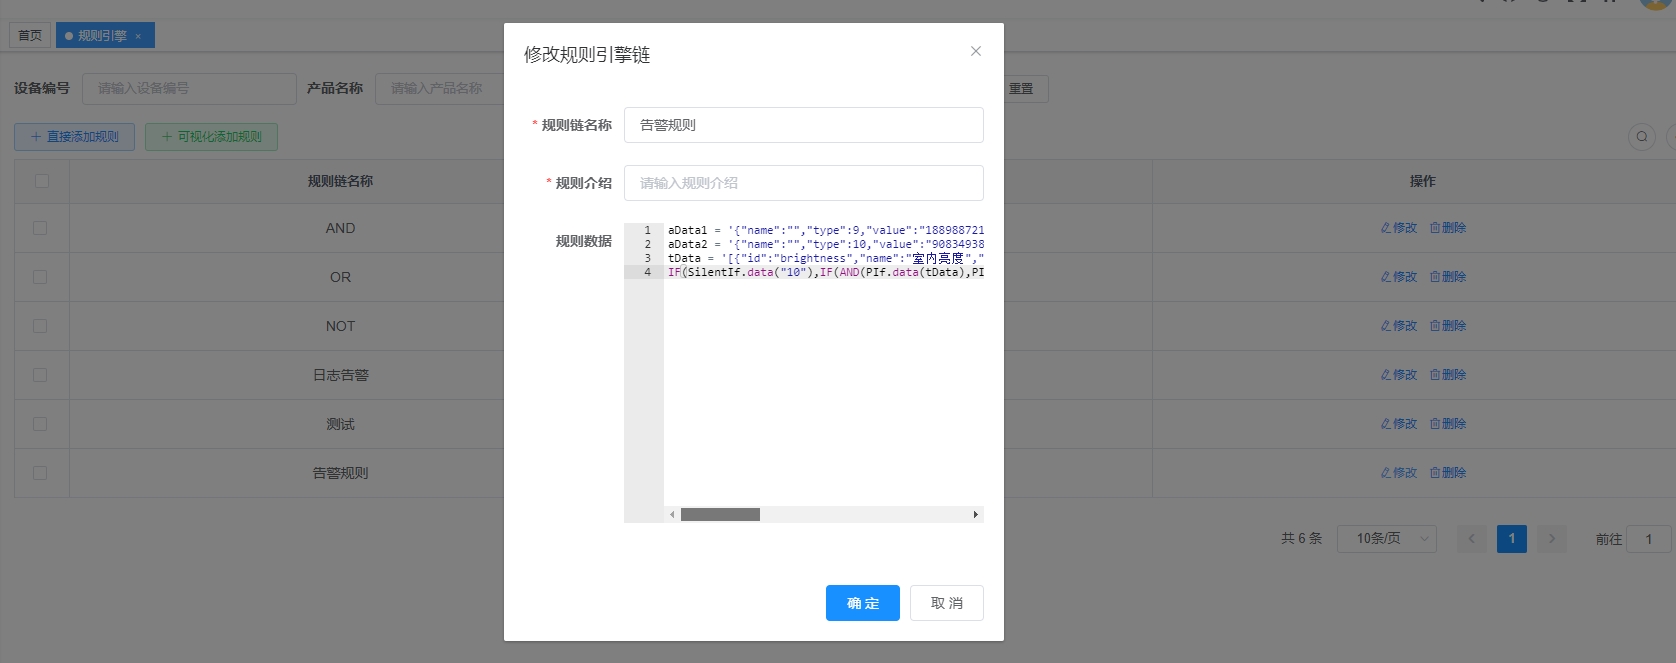 首页
规则引擎 ×
设备编号 请输入设备编号 产品名称 请输入产品名称 重置
+ 直接添加规则 + 可视化添加规则
规则链名称 操作
AND 修改 删除
OR 修改 删除
NOT 修改 删除
日志告警 修改 删除
测试 修改 删除
告警规则 修改 删除
共 6 条 10条/页 < 1 > 前往 1
修改规则引擎链 ×
* 规则链名称 告警规则
* 规则介绍 请输入规则介绍
规则数据
1 aData1 = '{"name":"","type":9,"value":"188988721
2 aData2 = '{"name":"","type":10,"value":"90834938
3 tData = '[{"id":"brightness","name":"室内亮度","
4 IF(SilentIf.data("10"),IF(AND(PIf.data(tData),PI
确 定 取 消